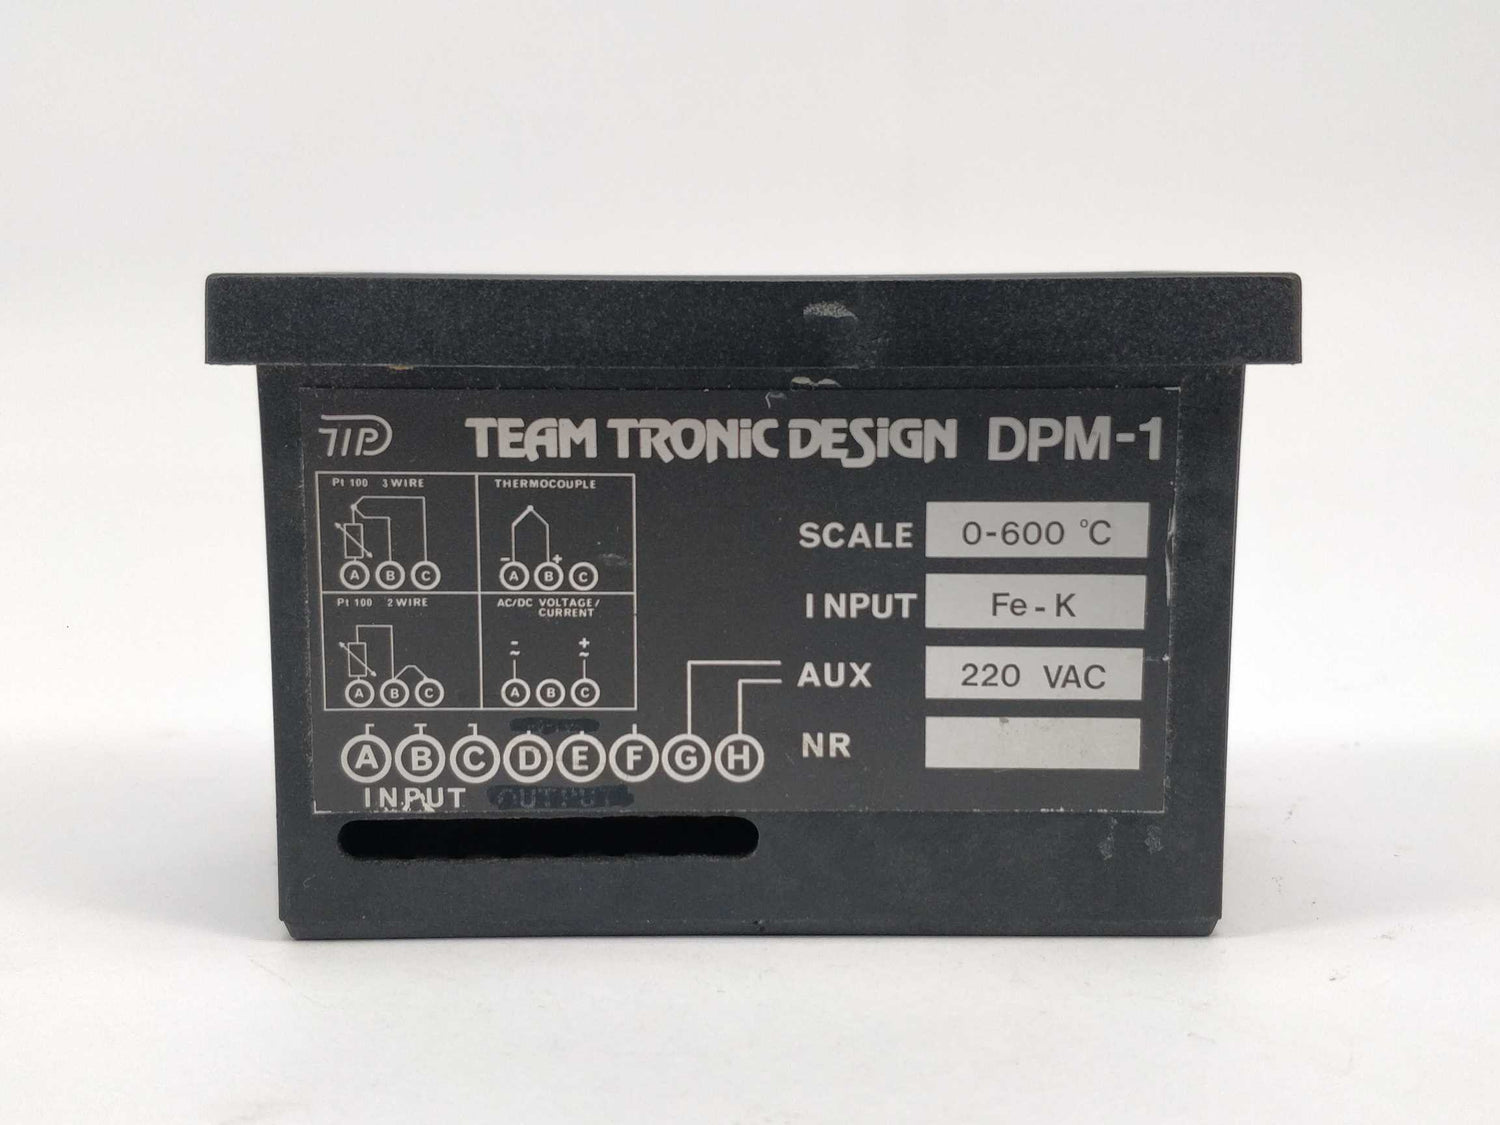 TTD TEAM TRONIC DESIGN DPM-1
Pt 100 3 WIRE
A B C
THERMOCOUPLE
- +
A B C
Pt 100 2 WIRE
A B C
AC/DC VOLTAGE/
CURRENT
- +
~ ~
A B C
A B C D E F G H
INPUT OUTPUT
SCALE 0-600 °C
INPUT Fe-K
AUX 220 VAC
NR